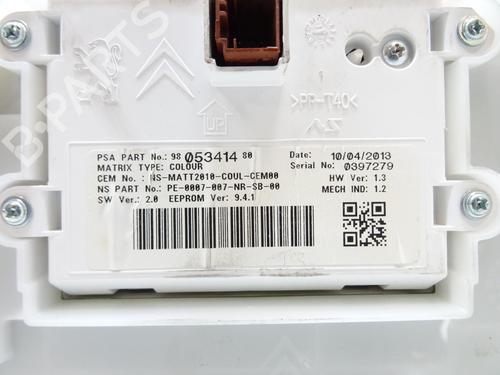 B-PARTS
UP
>PP-T40<
PSA PART No.: 98 053414 80
MATRIX TYPE: COLOUR
CEM No. : NS-MATT2010-COUL-CEM00
NS PART No.: PE-0007-007-NR-SB-00
SW Ver.: 2.0 EEPROM Ver: 9.4.1
Date: 10/04/2013
Serial No: 0397279
HW Ver: 1.3
MECH IND: 1.2